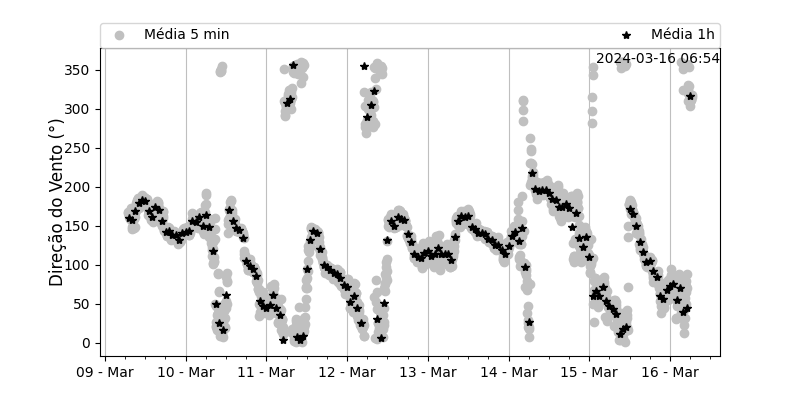 Média 5 min
Média 1h
2024-03-16 06:54
Direção do Vento (°)
350
300
250
200
150
100
50
0
09 - Mar
10 - Mar
11 - Mar
12 - Mar
13 - Mar
14 - Mar
15 - Mar
16 - Mar